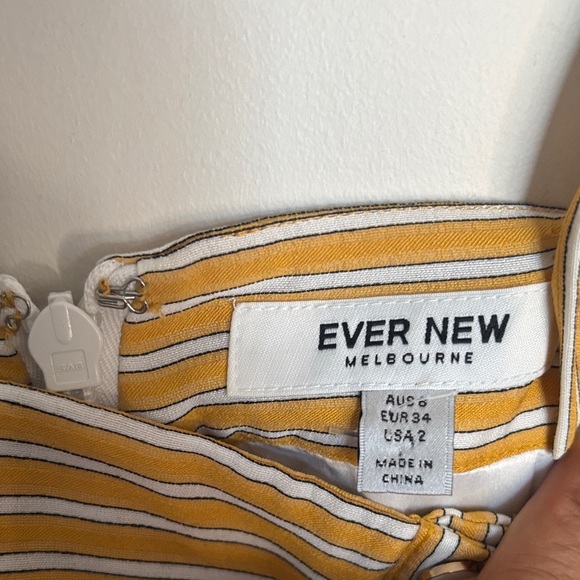 EVER NEW
MELBOURNE
AUS 6
EUR 34
USA 2
MADE IN
CHINA